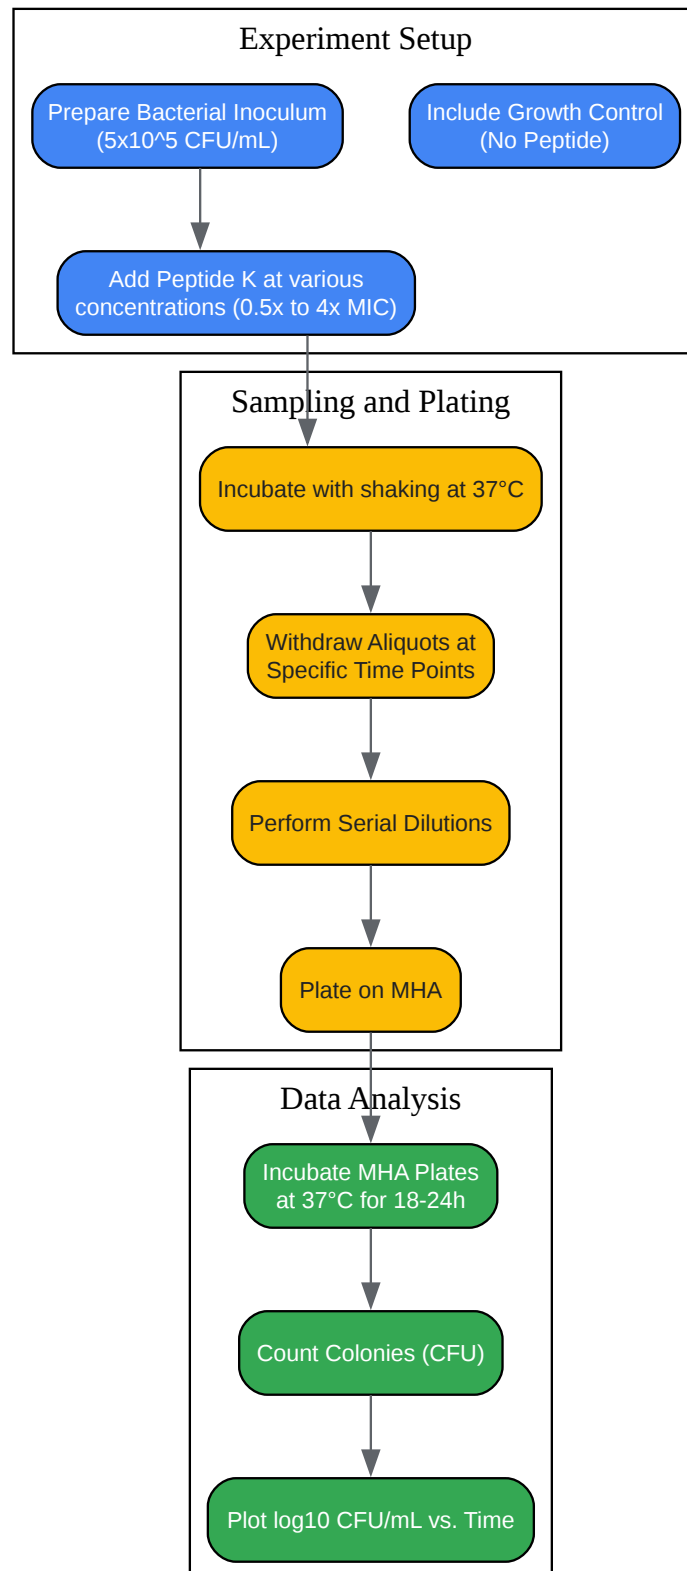 Experiment Setup
Prepare Bacterial Inoculum
(5x10^5 CFU/mL)
Include Growth Control
(No Peptide)
Add Peptide K at various
concentrations (0.5x to 4x MIC)
Sampling and Plating
Incubate with shaking at 37°C
Withdraw Aliquots at
Specific Time Points
Perform Serial Dilutions
Plate on MHA
Data Analysis
Incubate MHA Plates
at 37°C for 18-24h
Count Colonies (CFU)
Plot log10 CFU/mL vs. Time